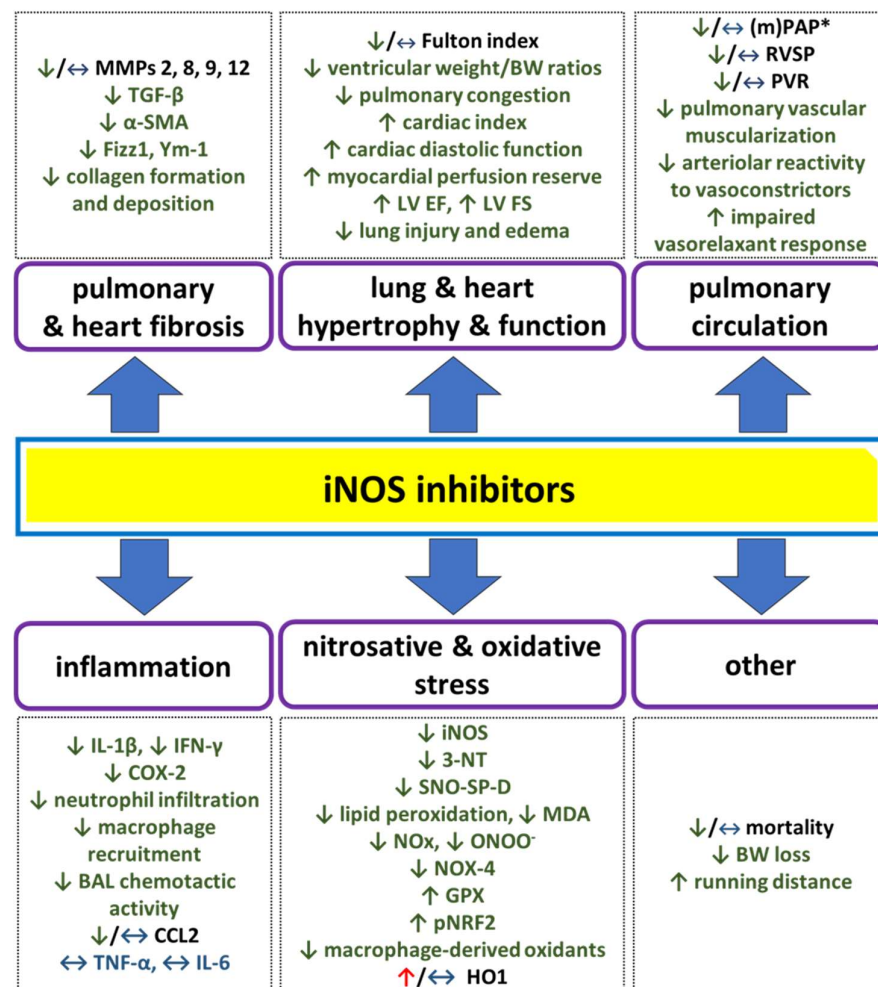 ↓/↔ MMPs 2, 8, 9, 12
↓ TGF-β
↓ α-SMA
↓ Fizz1, Ym-1
↓ collagen formation
and deposition
↓/↔ Fulton index
↓ ventricular weight/BW ratios
↓ pulmonary congestion
↑ cardiac index
↑ cardiac diastolic function
↑ myocardial perfusion reserve
↑ LV EF, ↑ LV FS
↓ lung injury and edema
↓/↔ (m)PAP*
↓/↔ RVSP
↓/↔ PVR
↓ pulmonary vascular
muscularization
↓ arteriolar reactivity
to vasoconstrictors
↑ impaired
vasorelaxant response
pulmonary
& heart fibrosis
lung & heart
hypertrophy & function
pulmonary
circulation
iNOS inhibitors
inflammation
nitrosative & oxidative
stress
other
↓ IL-1β, ↓ IFN-γ
↓ COX-2
↓ neutrophil infiltration
↓ macrophage
recruitment
↓ BAL chemotactic
activity
↓/↔ CCL2
↔ TNF-α, ↔ IL-6
↓ iNOS
↓ 3-NT
↓ SNO-SP-D
↓ lipid peroxidation, ↓ MDA
↓ NOx, ↓ ONOO⁻
↓ NOX-4
↑ GPX
↑ pNRF2
↓ macrophage-derived oxidants
↑/↔ HO1
↓/↔ mortality
↓ BW loss
↑ running distance